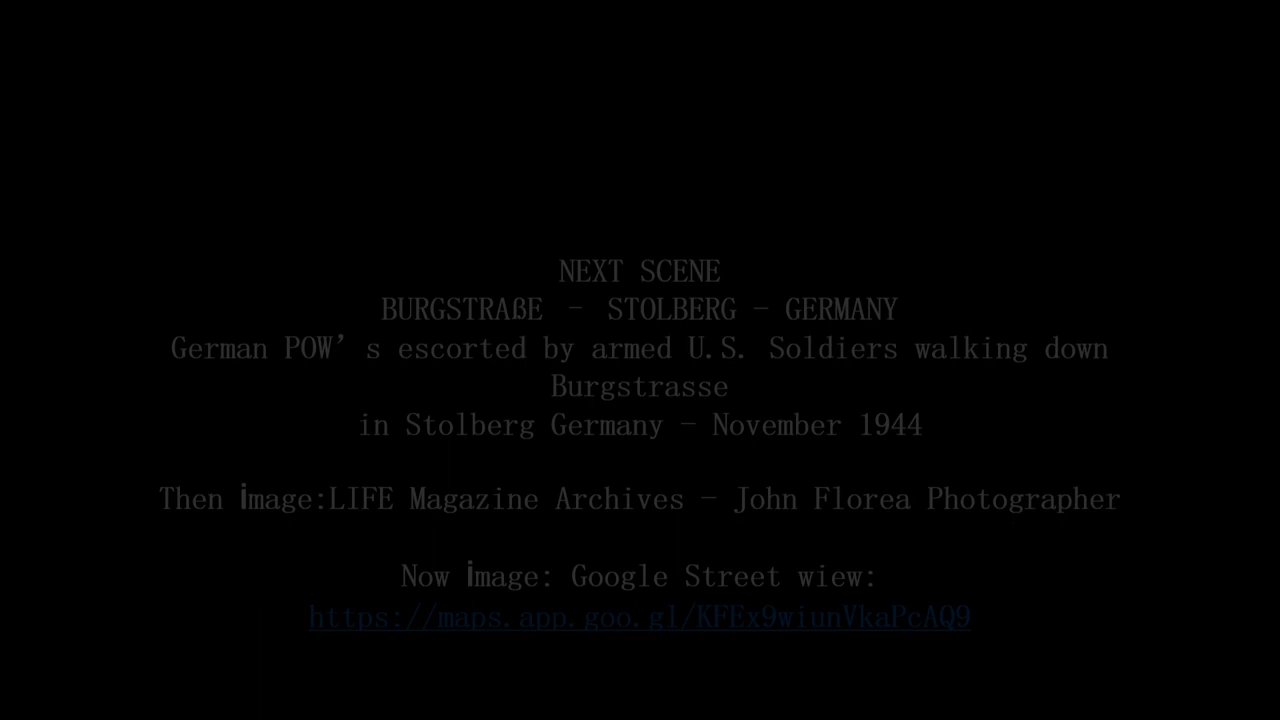 NEXT SCENE
BURGSTRAßE – STOLBERG - GERMANY
German POW’s escorted by armed U.S. Soldiers walking down
Burgstrasse
in Stolberg Germany - November 1944
Then image:LIFE Magazine Archives - John Florea Photographer
Now image: Google Street wiew:
https://maps.app.goo.gl/KFEx9wiunVkaPcAQ9